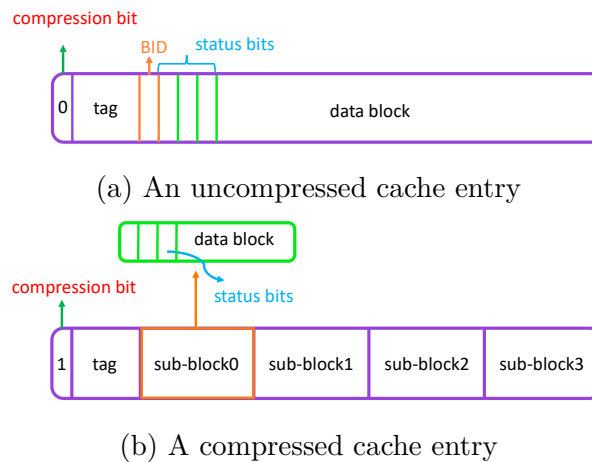 compression bit
BID
status bits
0
tag
data block
(a) An uncompressed cache entry
data block
compression bit
status bits
1
tag
sub-block0
sub-block1
sub-block2
sub-block3
(b) A compressed cache entry